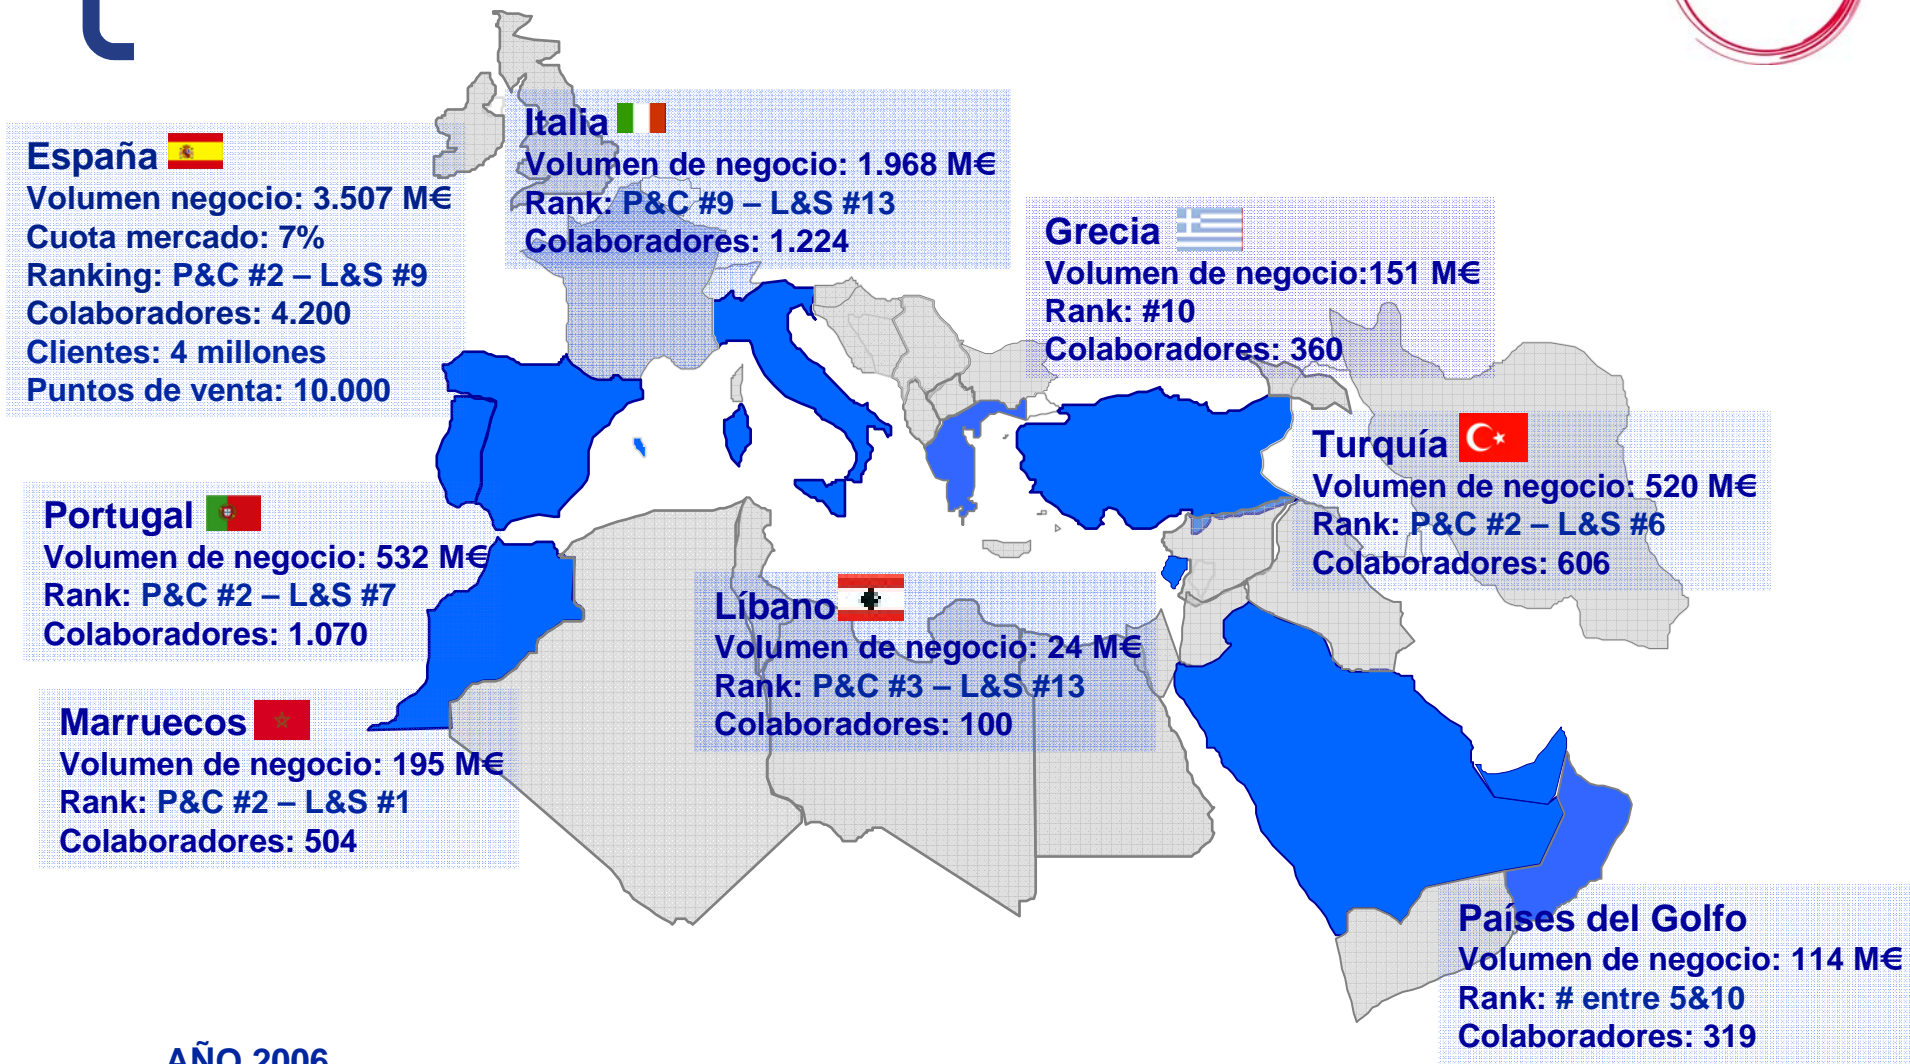 España
Volumen negocio: 3.507 M€
Cuota mercado: 7%
Ranking: P&C #2 – L&S #9
Colaboradores: 4.200
Clientes: 4 millones
Puntos de venta: 10.000
Italia
Volumen de negocio: 1.968 M€
Rank: P&C #9 – L&S #13
Colaboradores: 1.224
Grecia
Volumen de negocio:151 M€
Rank: #10
Colaboradores: 360
Turquía
Volumen de negocio: 520 M€
Rank: P&C #2 – L&S #6
Colaboradores: 606
Portugal
Volumen de negocio: 532 M€
Rank: P&C #2 – L&S #7
Colaboradores: 1.070
Líbano
Volumen de negocio: 24 M€
Rank: P&C #3 – L&S #13
Colaboradores: 100
Marruecos
Volumen de negocio: 195 M€
Rank: P&C #2 – L&S #1
Colaboradores: 504
Países del Golfo
Volumen de negocio: 114 M€
Rank: # entre 5&10
Colaboradores: 319
AÑO 2006